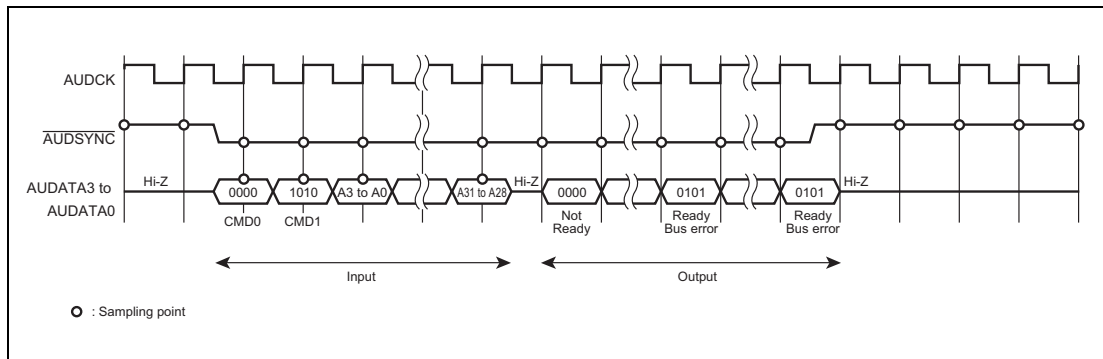 AUDCK
AUDSYNC
AUDATA3 to
AUDATA0
Hi-Z
0000
1010
A3 to A0
A31 to A28
Hi-Z
0000
0101
0101
Hi-Z
CMD0
CMD1
Not
Ready
Ready
Bus error
Ready
Bus error
Input
Output
: Sampling point